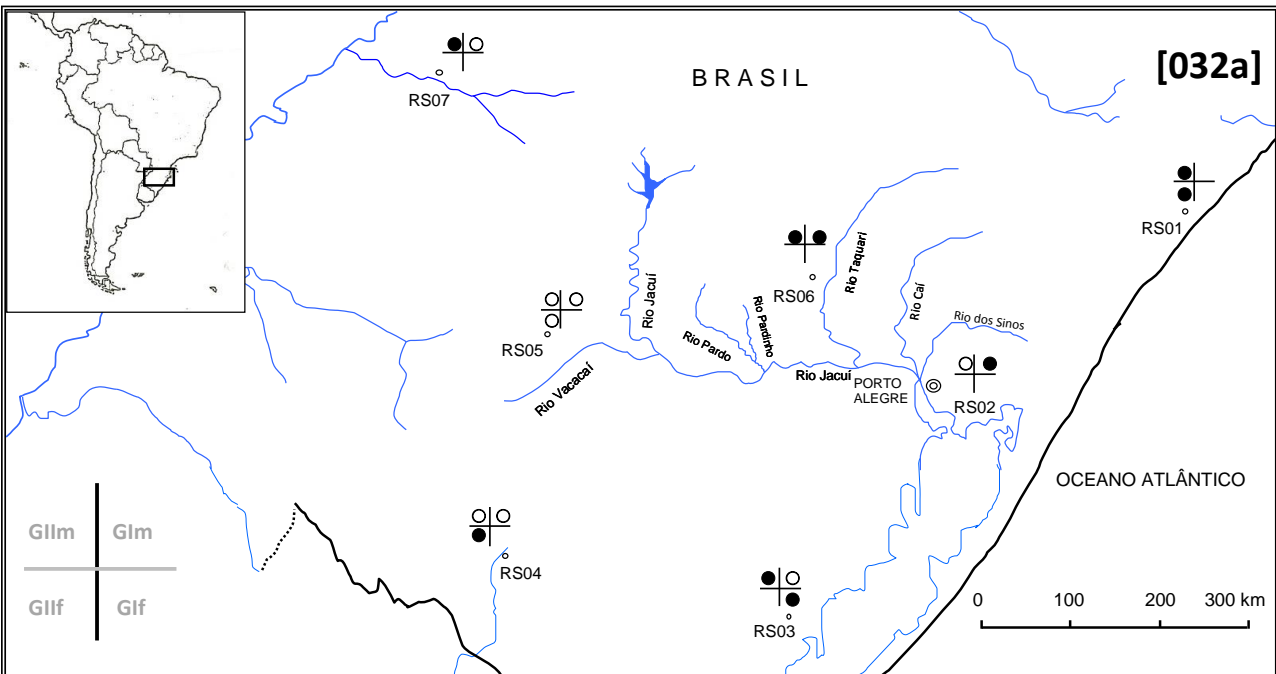 BRASIL
[032a]
RS07
RS01
Rio Taquari
RS06
Rio Jacuí
Rio Caí
Rio dos Sinos
Rio Pardinho
RS05
Rio Pardo
Rio Vacacaí
Rio Jacuí
PORTO
ALEGRE
RS02
OCEANO ATLÂNTICO
GIIm GIm
GIIf GIf
RS04
RS03
0 100 200 300 km